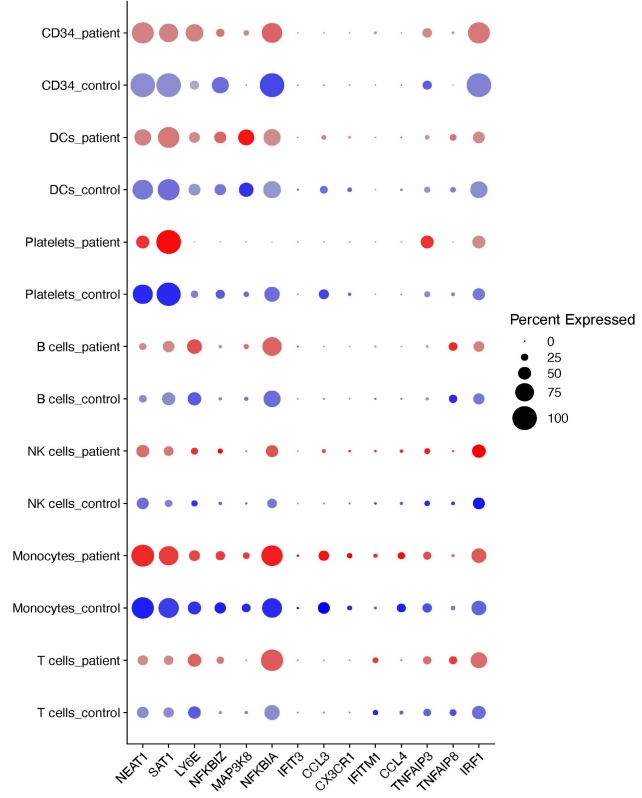 CD34_patient
CD34_control
DCs_patient
DCs_control
Platelets_patient
Platelets_control
B cells_patient
B cells_control
NK cells_patient
NK cells_control
Monocytes_patient
Monocytes_control
T cells_patient
T cells_control
NEAT1
SAT1
LY6E
NFKBIZ
MAP3K8
NFKBIA
IFIT3
CCL3
CX3CR1
IFITM1
CCL4
TNFAIP3
TNFAIP8
IRF1
Percent Expressed
0
25
50
75
100